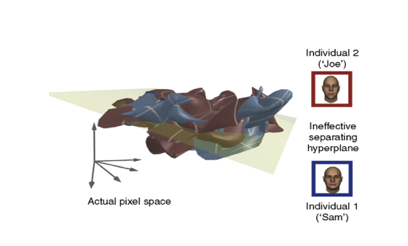 Individual 2
('Joe')
Ineffective
separating
hyperplane
Actual pixel space
Individual 1
('Sam')